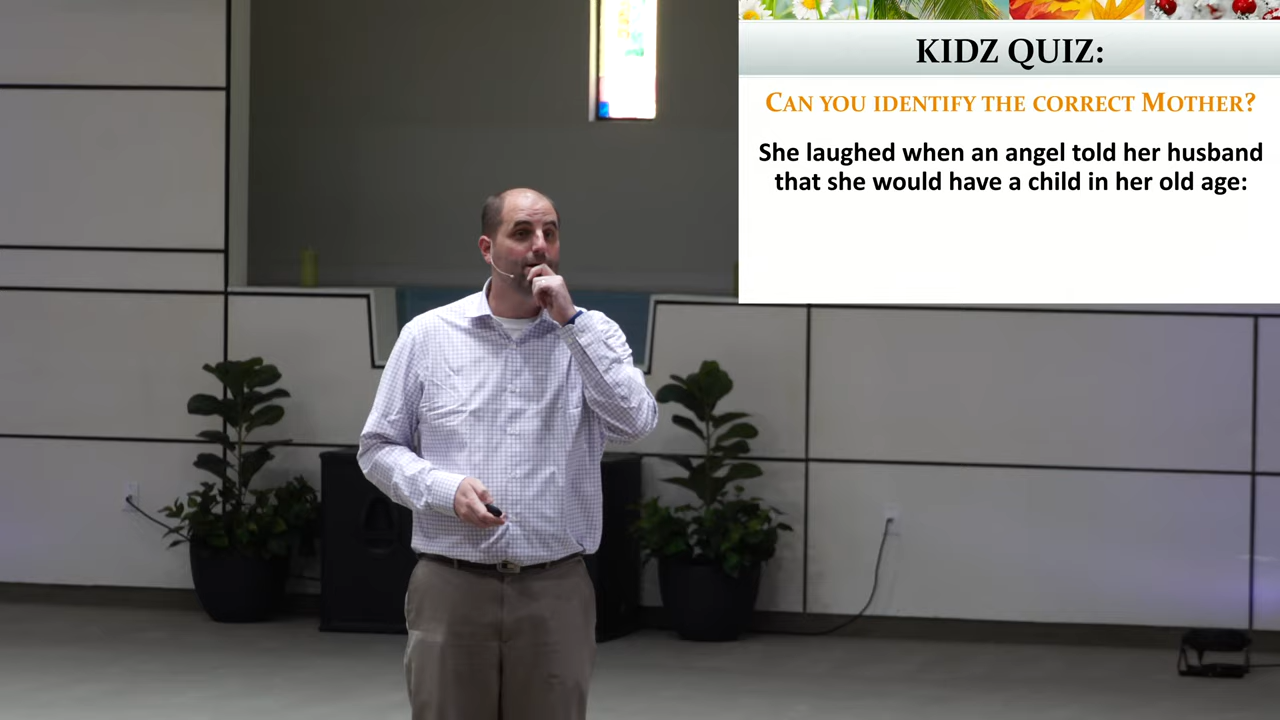 KIDZ QUIZ:
CAN YOU IDENTIFY THE CORRECT MOTHER?
She laughed when an angel told her husband
that she would have a child in her old age: